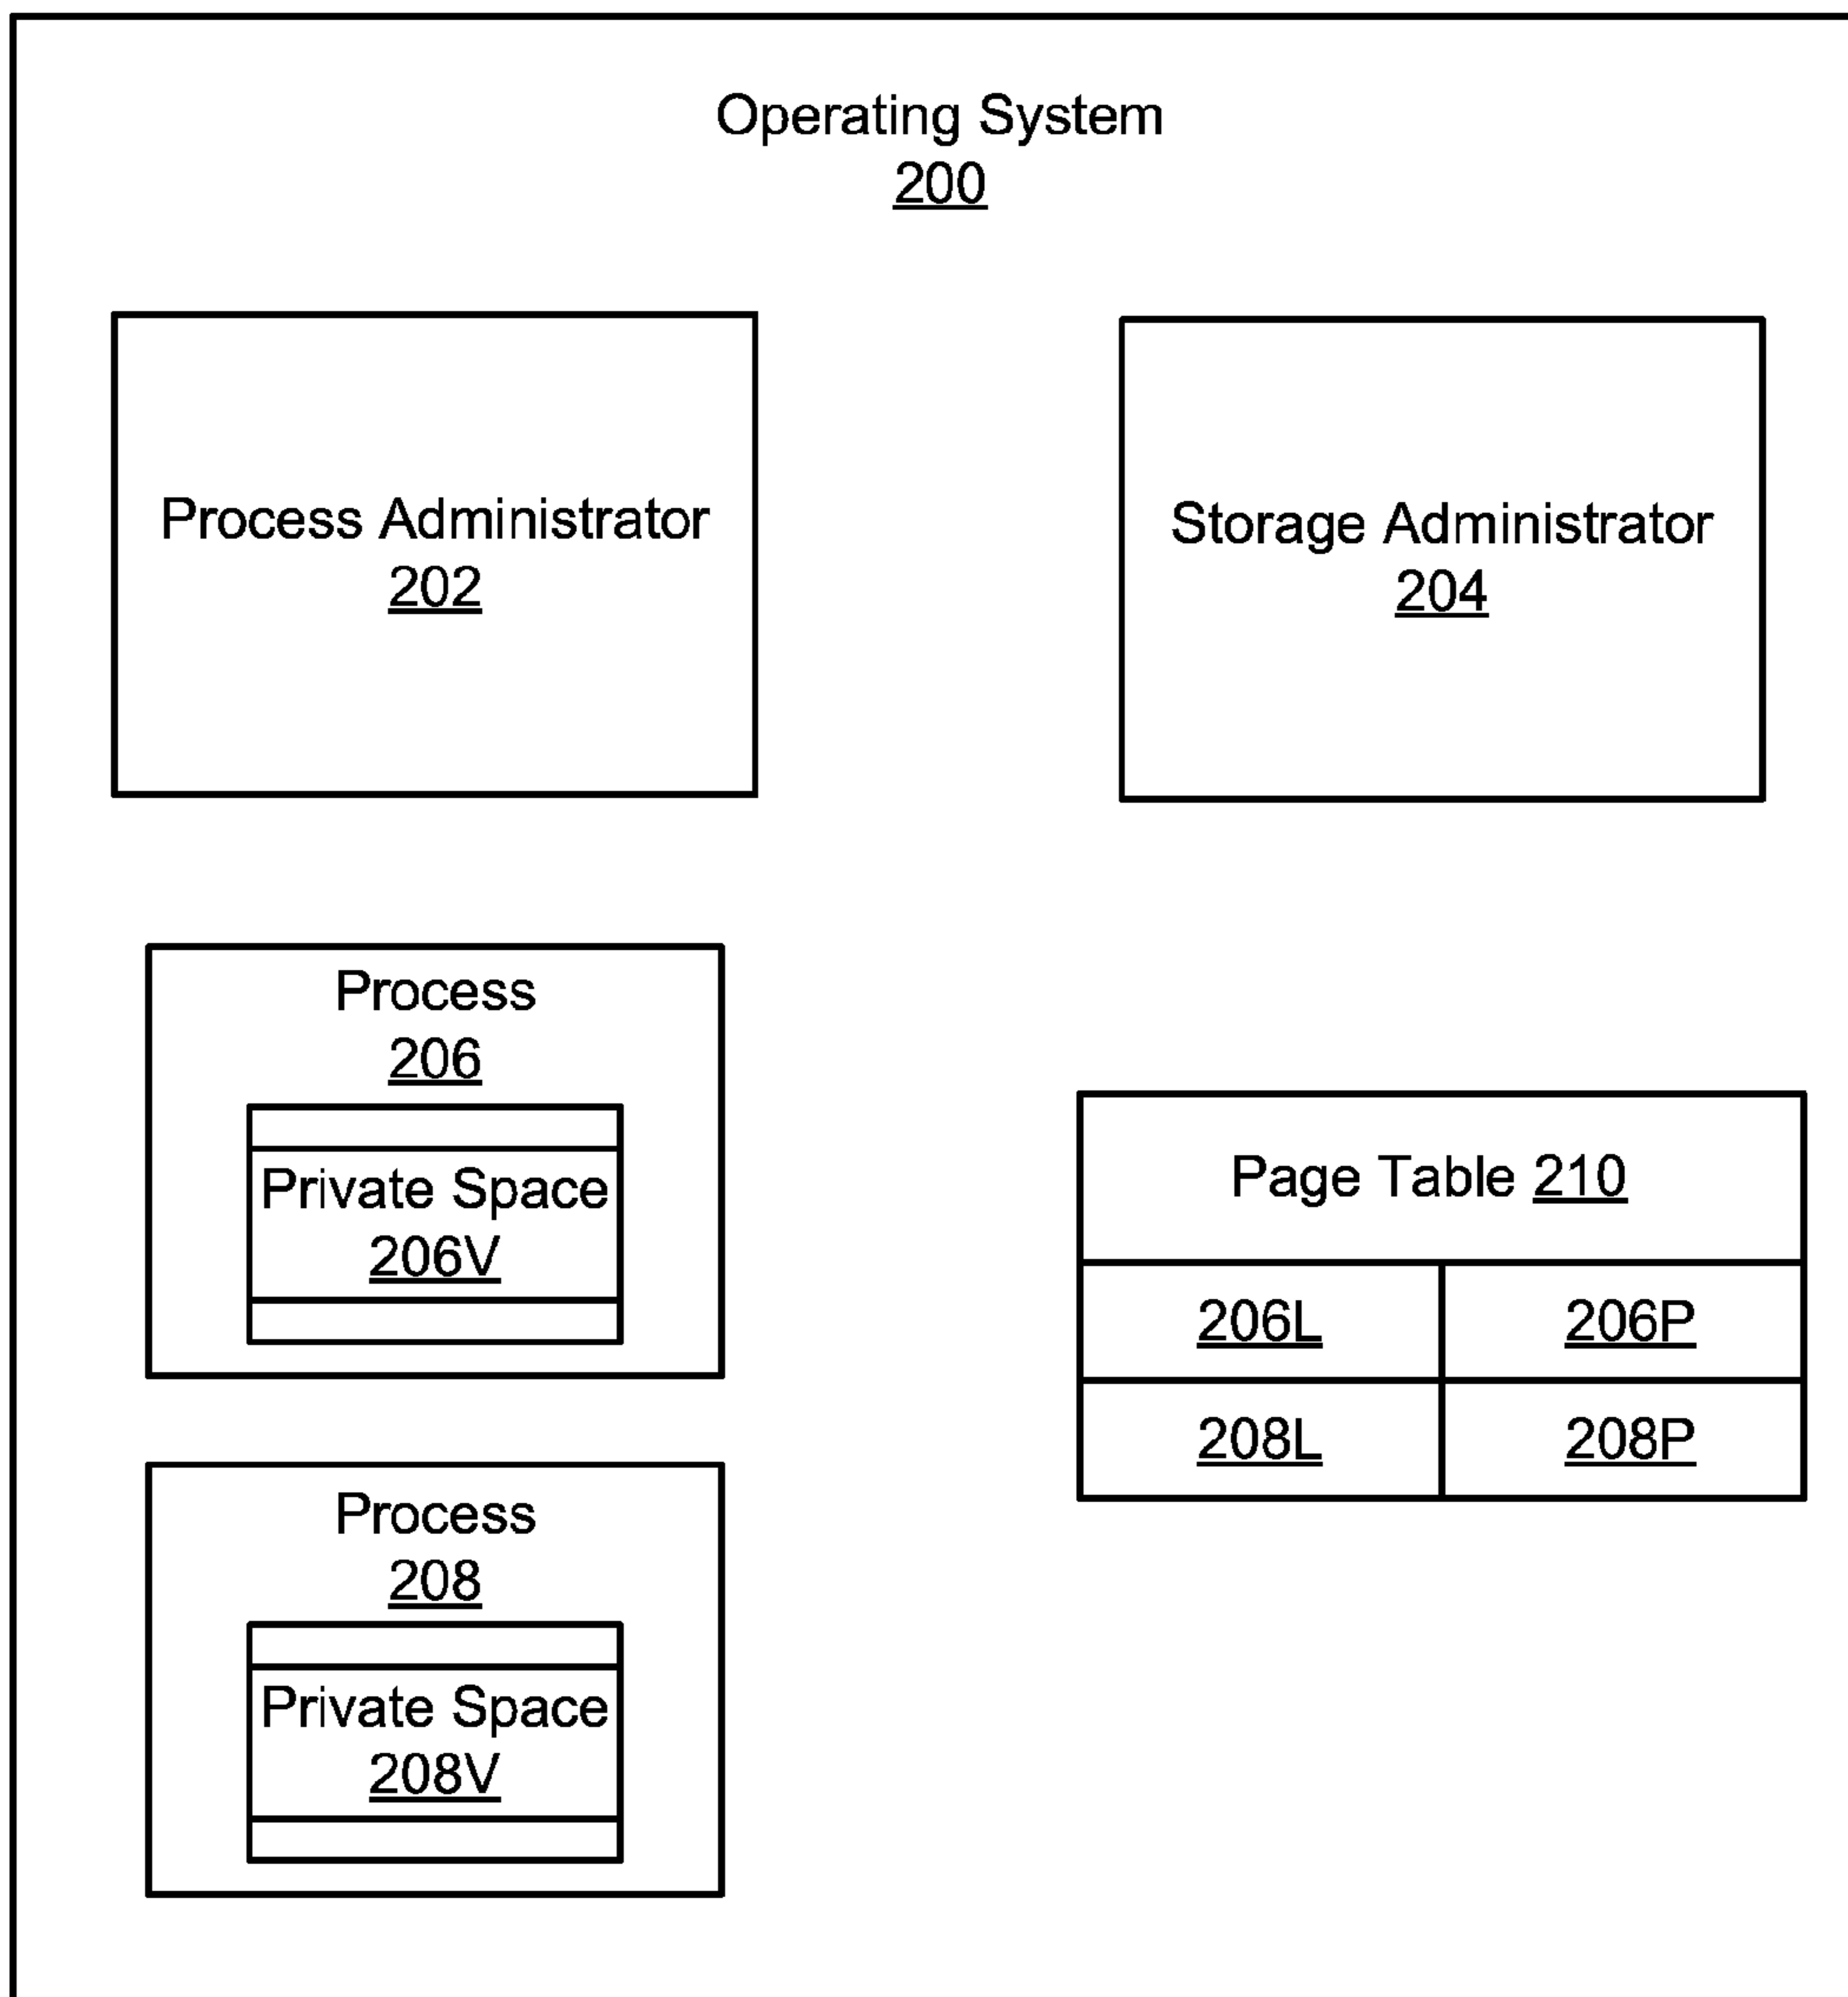 Operating System
200
Process Administrator
202
Storage Administrator
204
Process
206
Private Space
206V
Page Table 210
206L 206P
208L 208P
Process
208
Private Space
208V